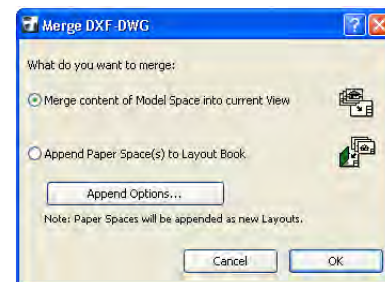 Merge DXF-DWG
What do you want to merge:
Merge content of Model Space into current View
Append Paper Space(s) to Layout Book
Append Options...
Note: Paper Spaces will be appended as new Layouts.
Cancel OK